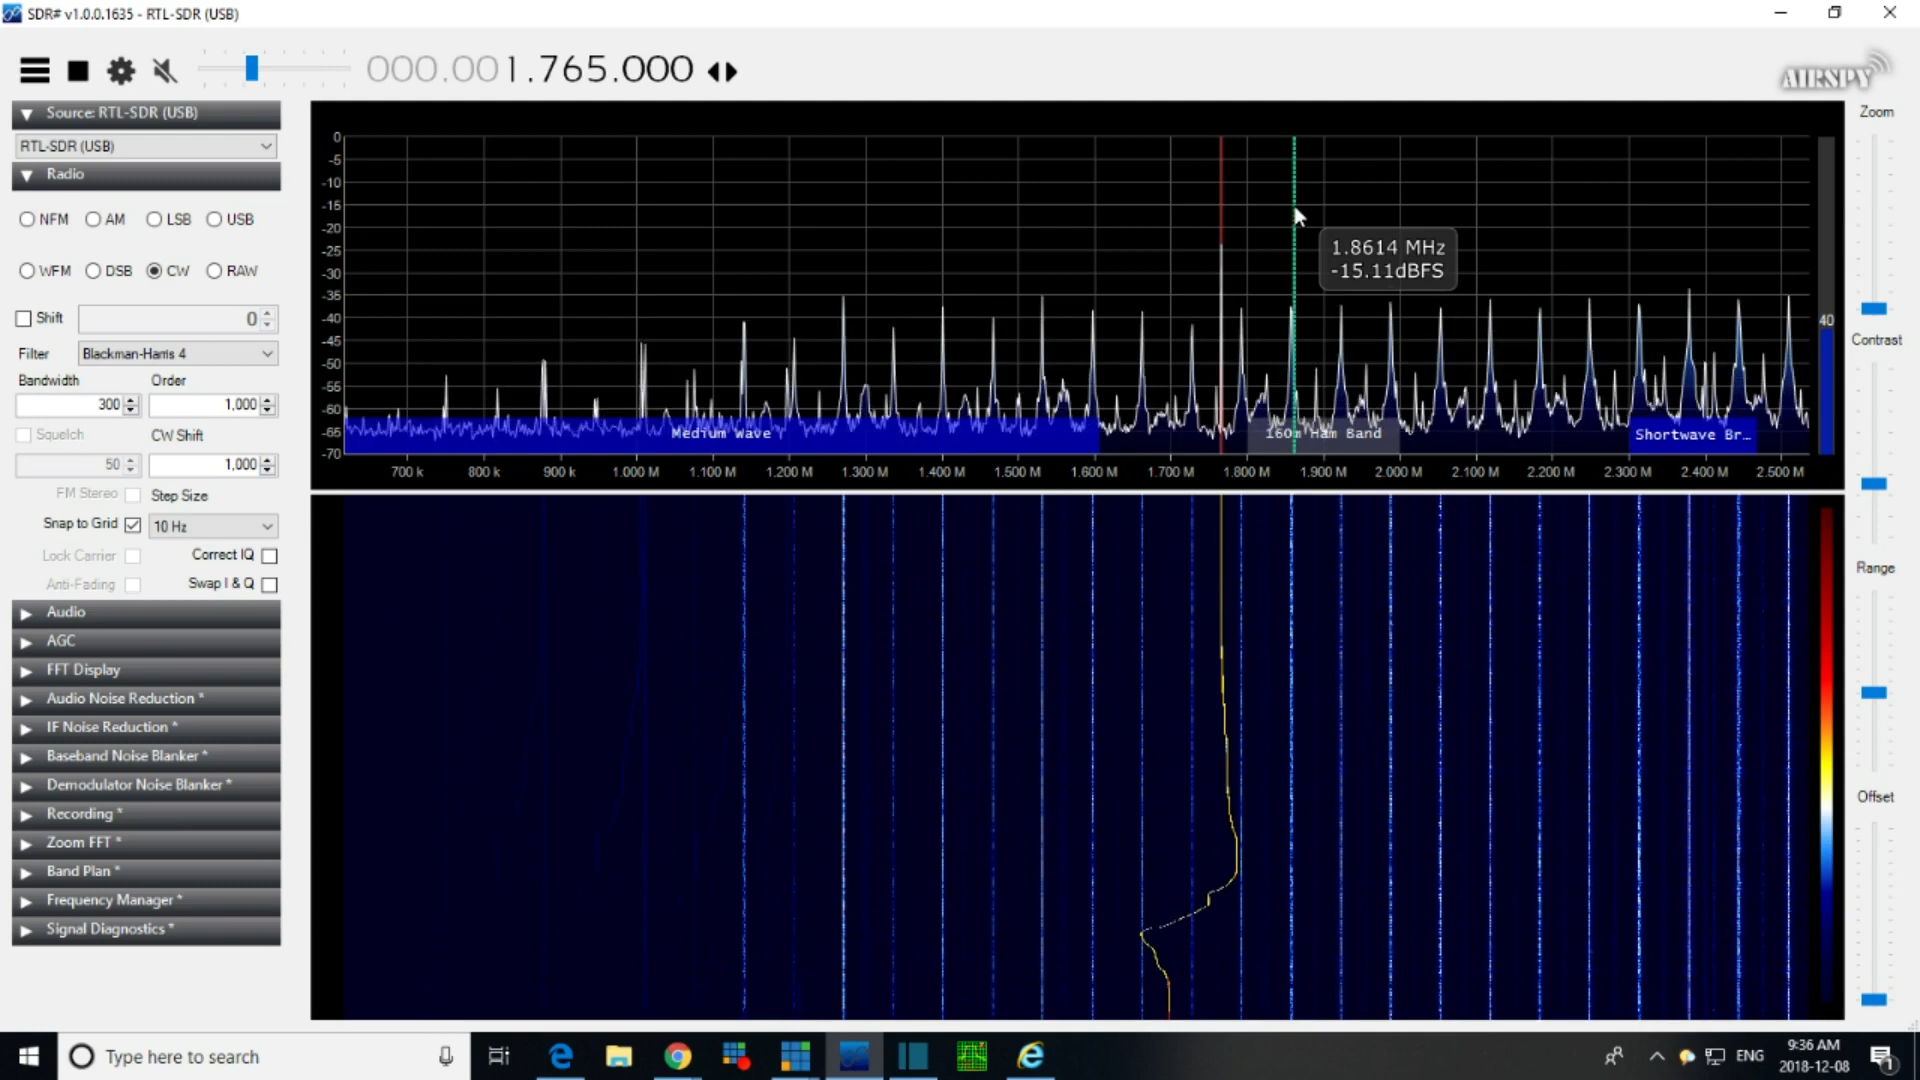 SDR# v1.0.0.1635 - RTL-SDR (USB)
000.001.765.000
AIRSPY
Source: RTL-SDR (USB)
RTL-SDR (USB)
Radio
NFM AM LSB USB
WFM DSB CW RAW
Shift 0
Filter Blackman-Harris 4
Bandwidth Order
300 1,000
Squelch CW Shift
50 1,000
FM Stereo Step Size
Snap to Grid 10 Hz
Lock Carrier Correct IQ
Anti-Fading Swap I & Q
Audio
AGC
FFT Display
Audio Noise Reduction *
IF Noise Reduction *
Baseband Noise Blanker *
Demodulator Noise Blanker *
Recording *
Zoom FFT *
Band Plan *
Frequency Manager *
Signal Diagnostics *
0
-5
-10
-15
-20
-25
-30
-35
-40
-45
-50
-55
-60
-65
-70
1.8614 MHz
-15.11dBFS
40
Medium Wave 160m Ham Band Shortwave Br...
700 k 800 k 900 k 1.000 M 1.100 M 1.200 M 1.300 M 1.400 M 1.500 M 1.600 M 1.700 M 1.800 M 1.900 M 2.000 M 2.100 M 2.200 M 2.300 M 2.400 M 2.500 M
Zoom
Contrast
Range
Offset
Type here to search
ENG
9:36 AM
2018-12-08
1